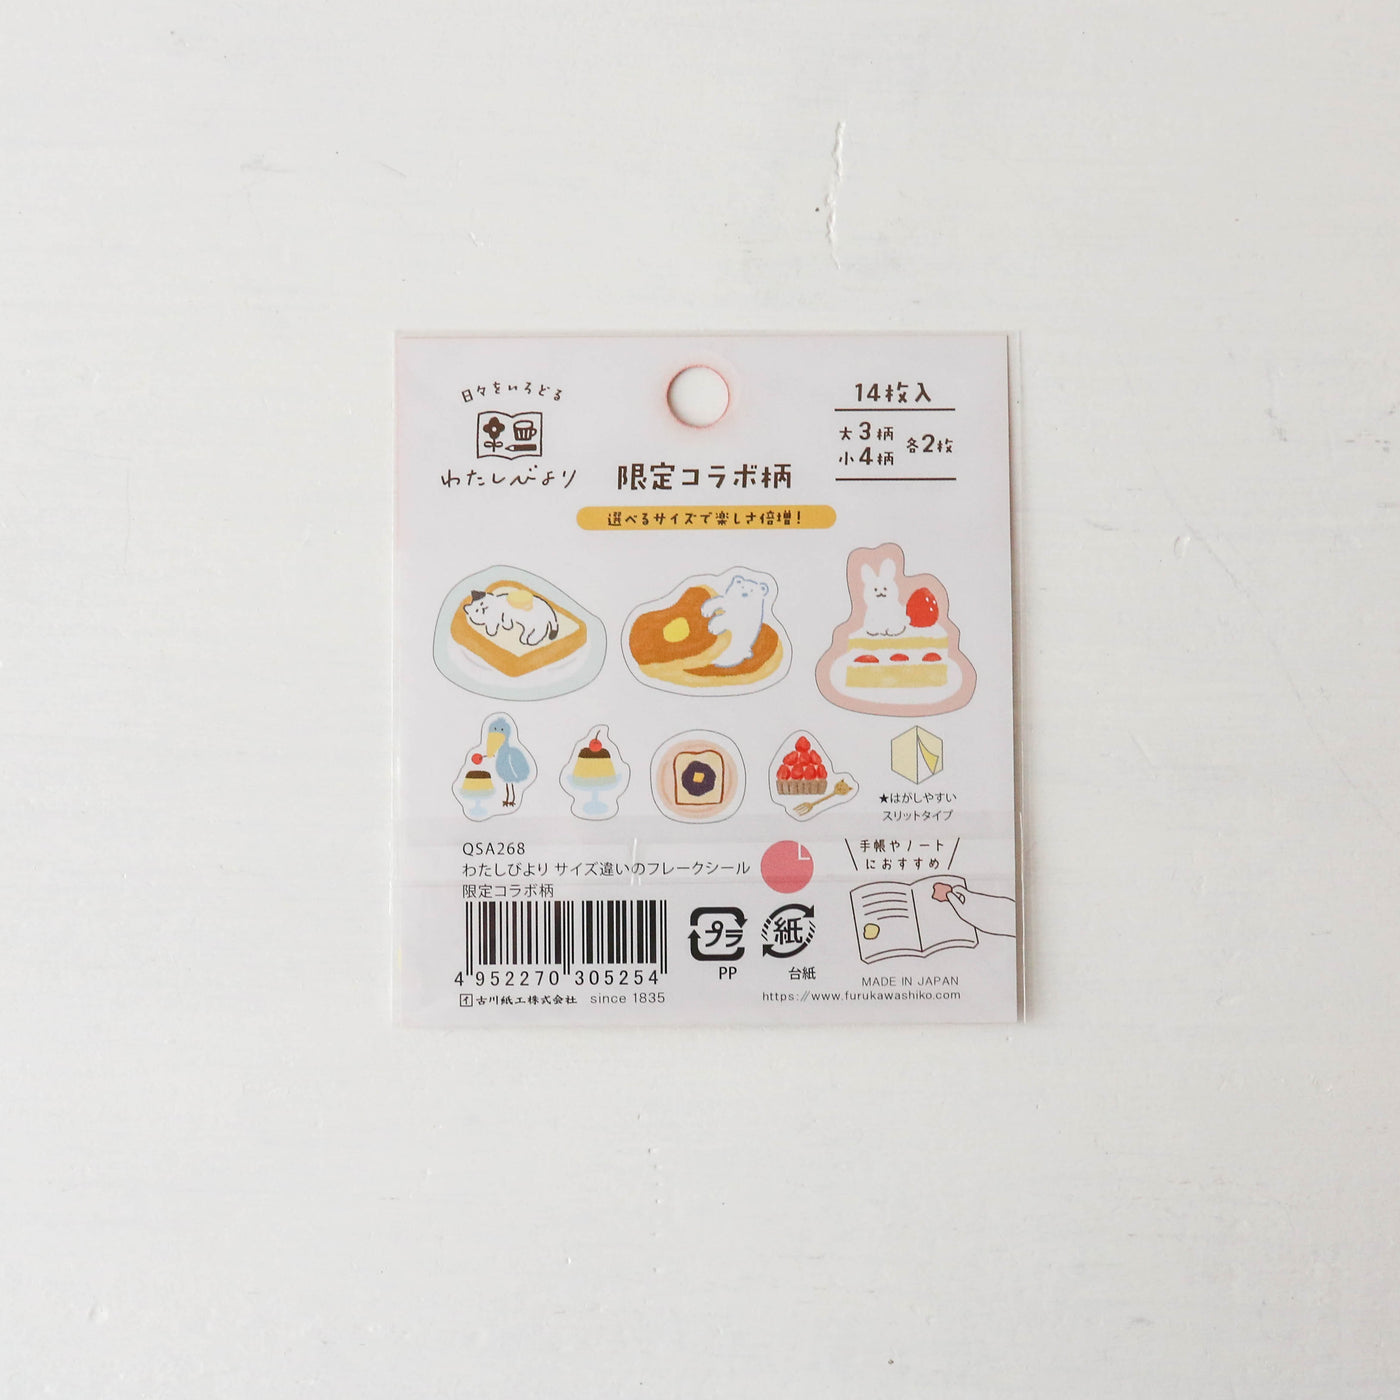 日々をいろどる
わたしびより
限定コラボ柄
14枚入
大3柄
小4柄
各2枚
選べるサイズで楽しさ倍増!
★はがしやすい
スリットタイプ
QSA268
わたしびより サイズ違いのフレークシール
限定コラボ柄
手帳やノート
におすすめ
4 952270 305254
プラ
PP
紙
台紙
イ 古川紙工株式会社 since 1835
MADE IN JAPAN
https://www.furukawashiko.com